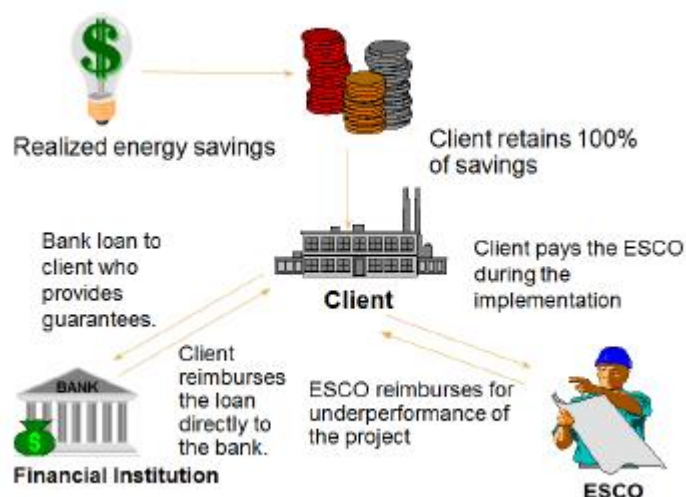 $
Realized energy savings
Client retains 100%
of savings
Bank loan to
client who
provides
guarantees.
Client
Client pays the ESCO
during the
implementation
BANK
$
Client
reimburses
the loan
directly to
the bank.
ESCO reimburses for
underperformance of
the project
Financial Institution
ESCO